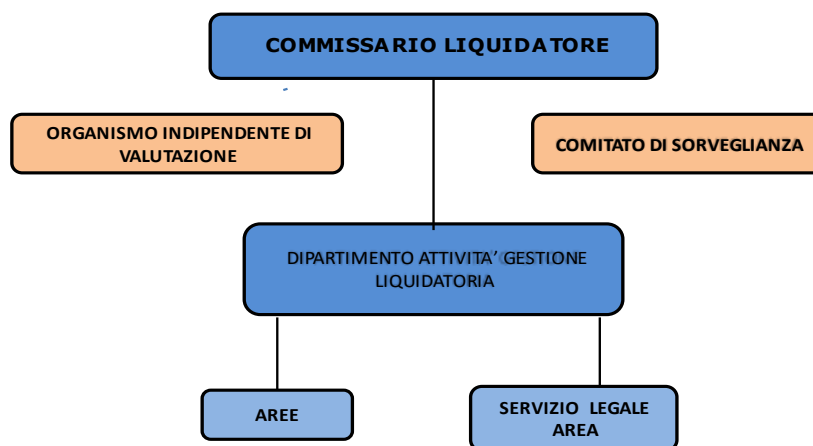 COMMISSARIO LIQUIDATORE
ORGANISMO INDIPENDENTE DI
VALUTAZIONE
COMITATO DI SORVEGLIANZA
DIPARTIMENTO ATTIVITA’ GESTIONE
LIQUIDATORIA
AREE
SERVIZIO LEGALE
AREA